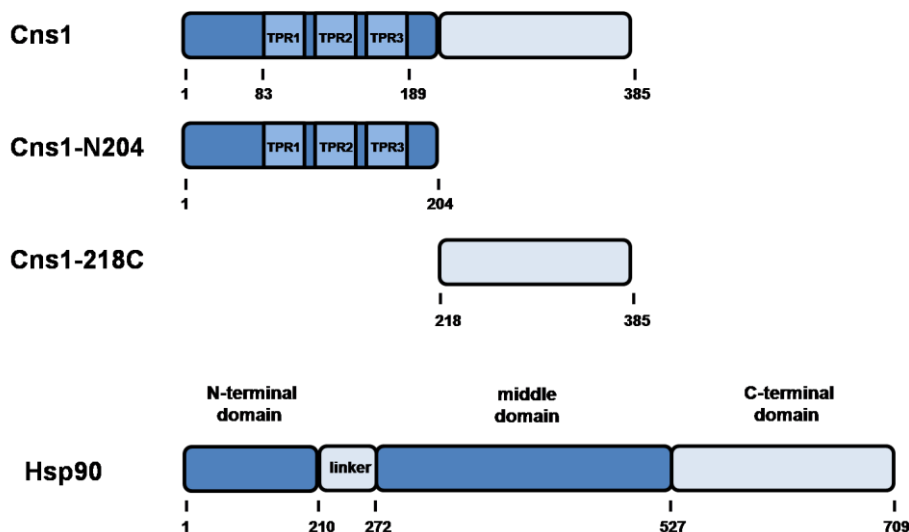 Cns1
TPR1 TPR2 TPR3
1 83 189 385
Cns1-N204
TPR1 TPR2 TPR3
1 204
Cns1-218C
218 385
N-terminal domain
middle domain
C-terminal domain
Hsp90
linker
1 210 272 527 709